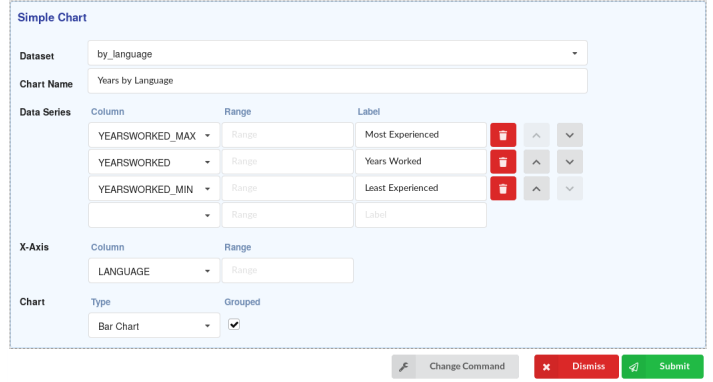 Simple Chart
Dataset by_language
Chart Name Years by Language
Data Series Column Range Label
YEARSWORKED_MAX Range Most Experienced
YEARSWORKED Range Years Worked
YEARSWORKED_MIN Range Least Experienced
Range Label
X-Axis Column Range
LANGUAGE Range
Chart Type Grouped
Bar Chart
Change Command Dismiss Submit